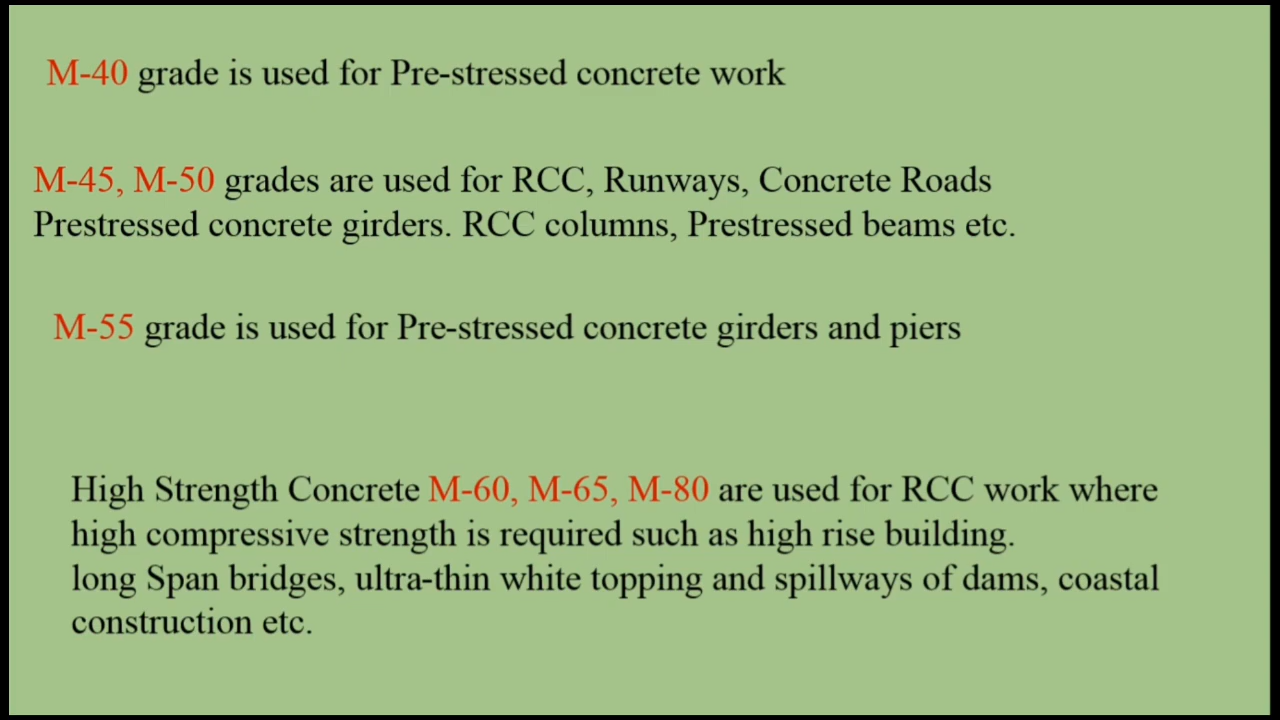 M-40 grade is used for Pre-stressed concrete work
M-45, M-50 grades are used for RCC, Runways, Concrete Roads
Prestressed concrete girders. RCC columns, Prestressed beams etc.
M-55 grade is used for Pre-stressed concrete girders and piers
High Strength Concrete M-60, M-65, M-80 are used for RCC work where
high compressive strength is required such as high rise building.
long Span bridges, ultra-thin white topping and spillways of dams, coastal
construction etc.